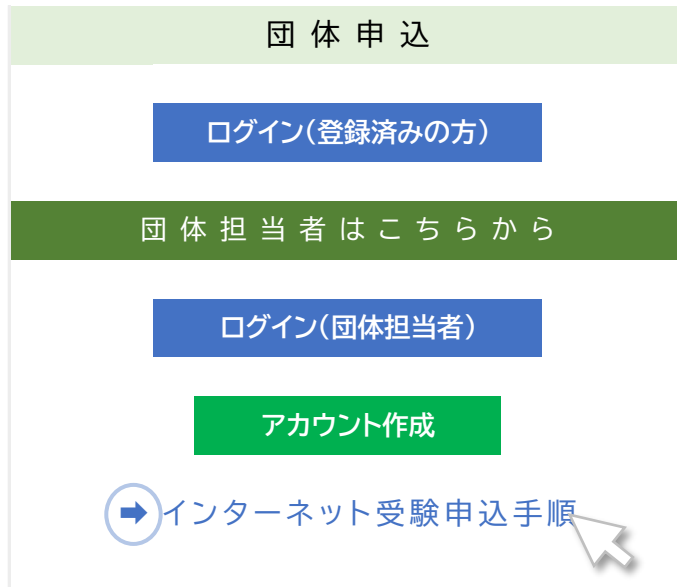 団体申込
ログイン(登録済みの方)
団体担当者はこちらから
ログイン(団体担当者)
アカウント作成
インターネット受験申込手順